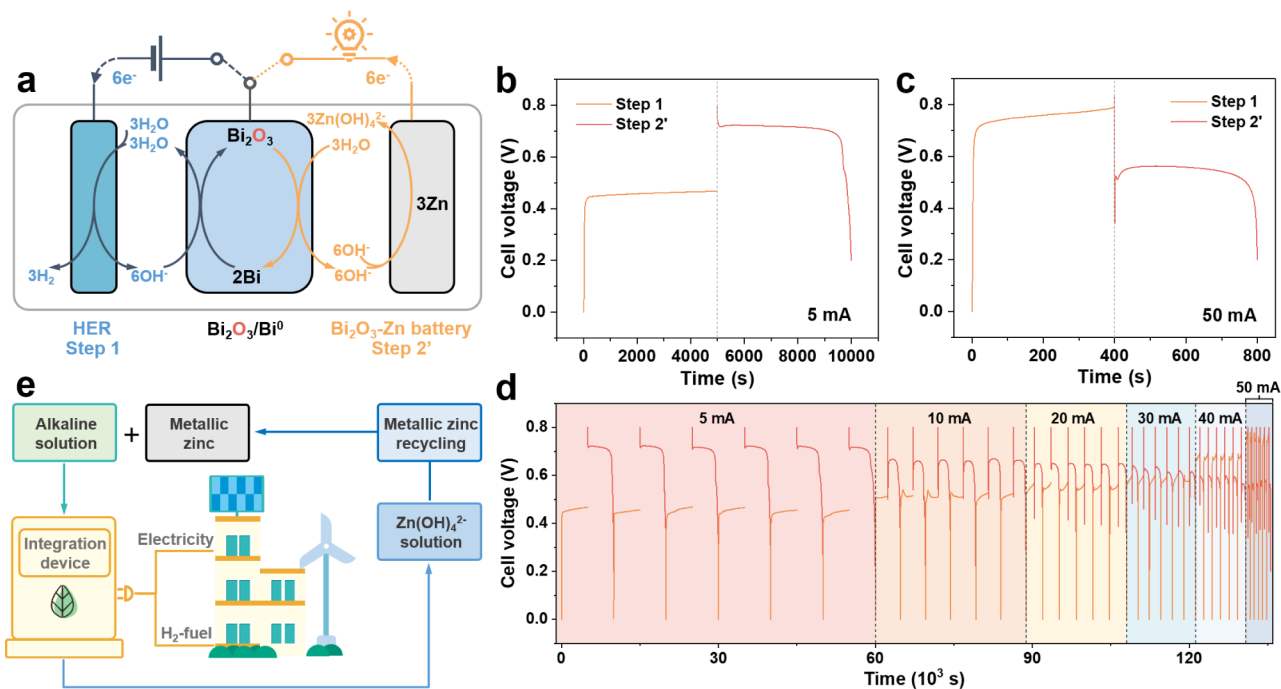 a
6e⁻
6e⁻
3H₂O
3H₂O
Bi₂O₃
3Zn(OH)₄²⁻
3H₂O
3Zn
6OH⁻
3H₂
6OH⁻
2Bi
6OH⁻
HER
Step 1
Bi₂O₃/Bi⁰
Bi₂O₃-Zn battery
Step 2'
b
Cell voltage (V)
0.8
0.6
0.4
0.2
0.0
Step 1
Step 2'
5 mA
0 2000 4000 6000 8000 10000
Time (s)
c
Cell voltage (V)
0.8
0.6
0.4
0.2
0.0
Step 1
Step 2'
50 mA
0 200 400 600 800
Time (s)
e
Alkaline
solution
+
Metallic
zinc
Metallic zinc
recycling
Zn(OH)₄²⁻
solution
Integration
device
Electricity
H₂-fuel
d
Cell voltage (V)
0.8
0.6
0.4
0.2
0.0
5 mA
10 mA
20 mA
30 mA
40 mA
50 mA
0 30 60 90 120
Time (10³ s)